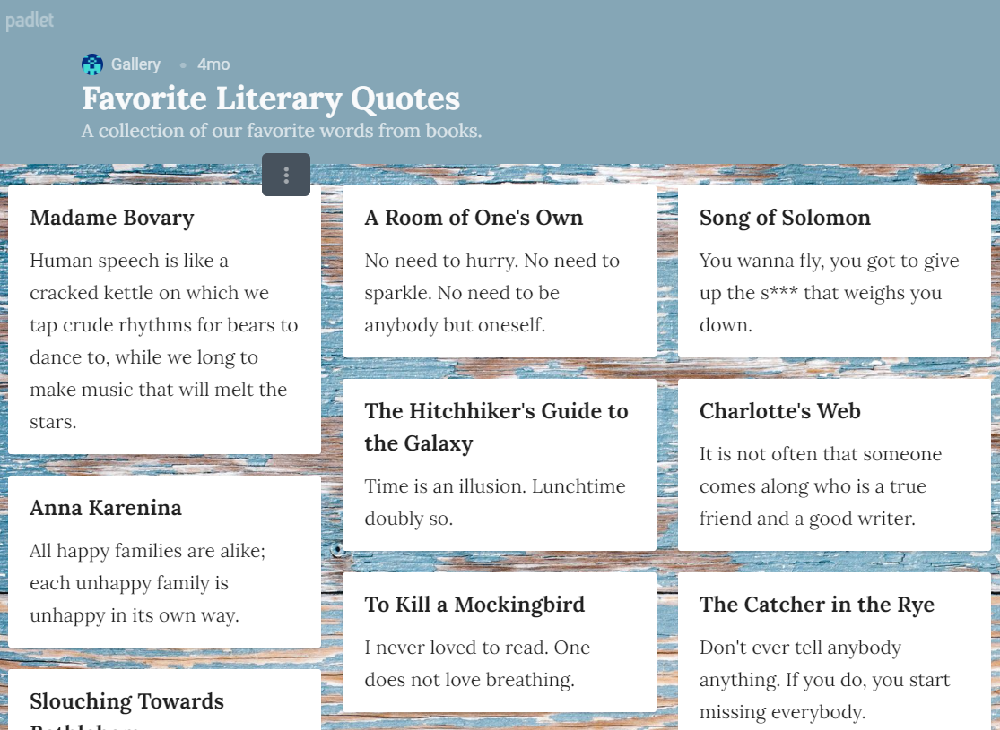 padlet
Gallery • 4mo
Favorite Literary Quotes
A collection of our favorite words from books.
Madame Bovary
Human speech is like a
cracked kettle on which we
tap crude rhythms for bears to
dance to, while we long to
make music that will melt the
stars.
Anna Karenina
All happy families are alike;
each unhappy family is
unhappy in its own way.
Slouching Towards
A Room of One's Own
No need to hurry. No need to
sparkle. No need to be
anybody but oneself.
The Hitchhiker's Guide to
the Galaxy
Time is an illusion. Lunchtime
doubly so.
To Kill a Mockingbird
I never loved to read. One
does not love breathing.
Song of Solomon
You wanna fly, you got to give
up the s*** that weighs you
down.
Charlotte's Web
It is not often that someone
comes along who is a true
friend and a good writer.
The Catcher in the Rye
Don't ever tell anybody
anything. If you do, you start
missing everybody.